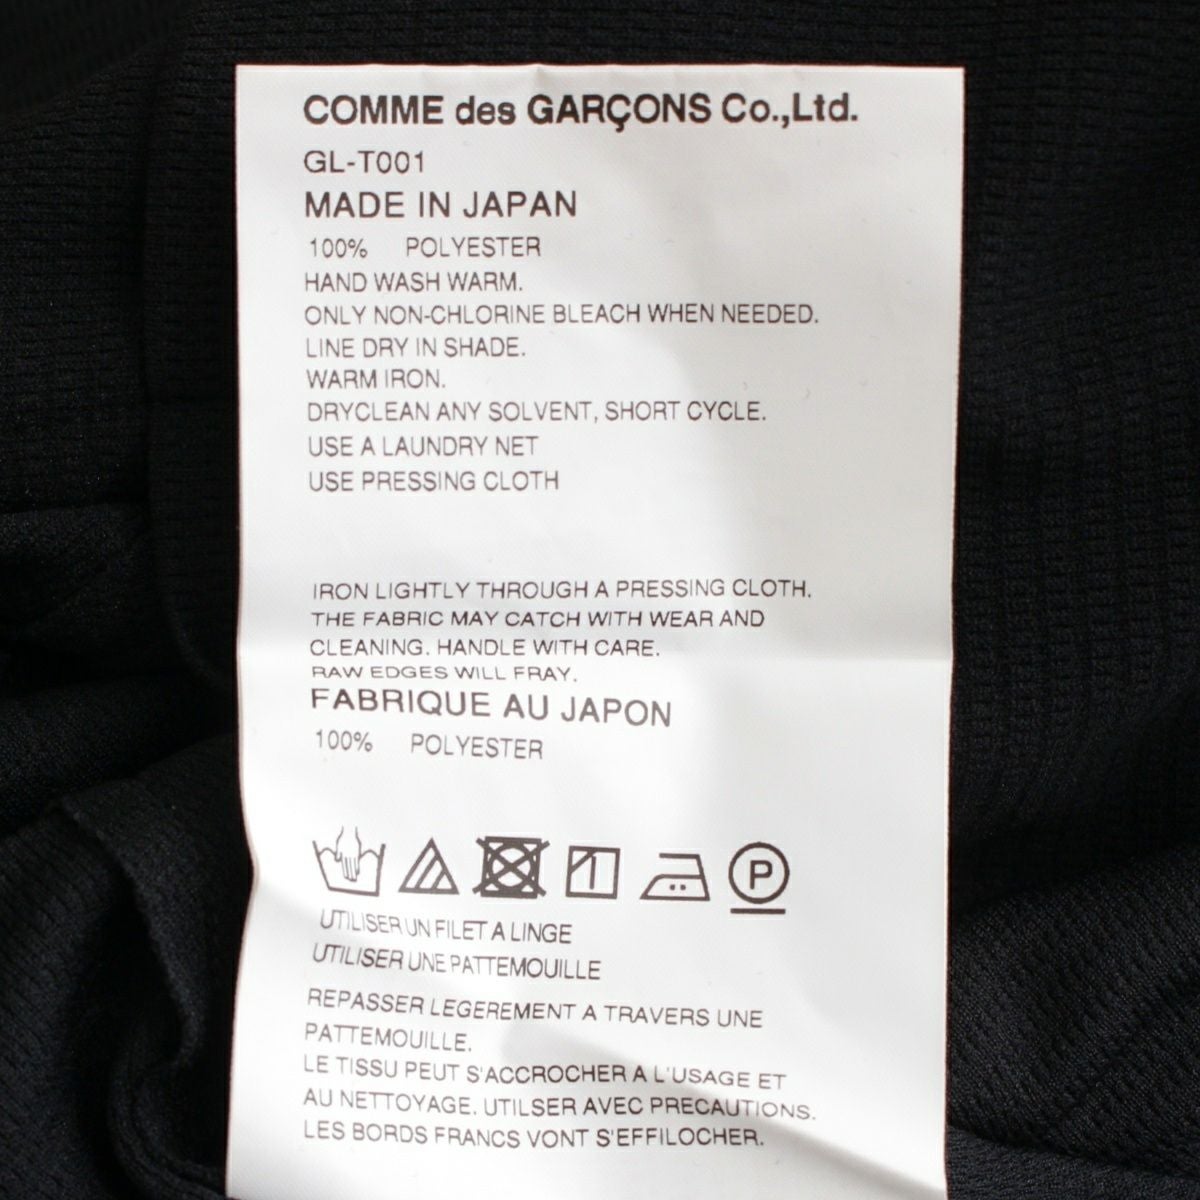 COMME des GARÇONS Co.,Ltd.
GL-T001
MADE IN JAPAN
100% POLYESTER
HAND WASH WARM.
ONLY NON-CHLORINE BLEACH WHEN NEEDED.
LINE DRY IN SHADE.
WARM IRON.
DRYCLEAN ANY SOLVENT, SHORT CYCLE.
USE A LAUNDRY NET
USE PRESSING CLOTH
IRON LIGHTLY THROUGH A PRESSING CLOTH.
THE FABRIC MAY CATCH WITH WEAR AND
CLEANING. HANDLE WITH CARE.
RAW EDGES WILL FRAY.
FABRIQUE AU JAPON
100% POLYESTER
P
UTILISER UN FILET A LINGE
UTILISER UNE PATTEMOUILLE
REPASSER LEGEREMENT A TRAVERS UNE
PATTEMOUILLE.
LE TISSU PEUT S'ACCROCHER A L'USAGE ET
AU NETTOYAGE. UTILSER AVEC PRECAUTIONS.
LES BORDS FRANCS VONT S'EFFILOCHER.